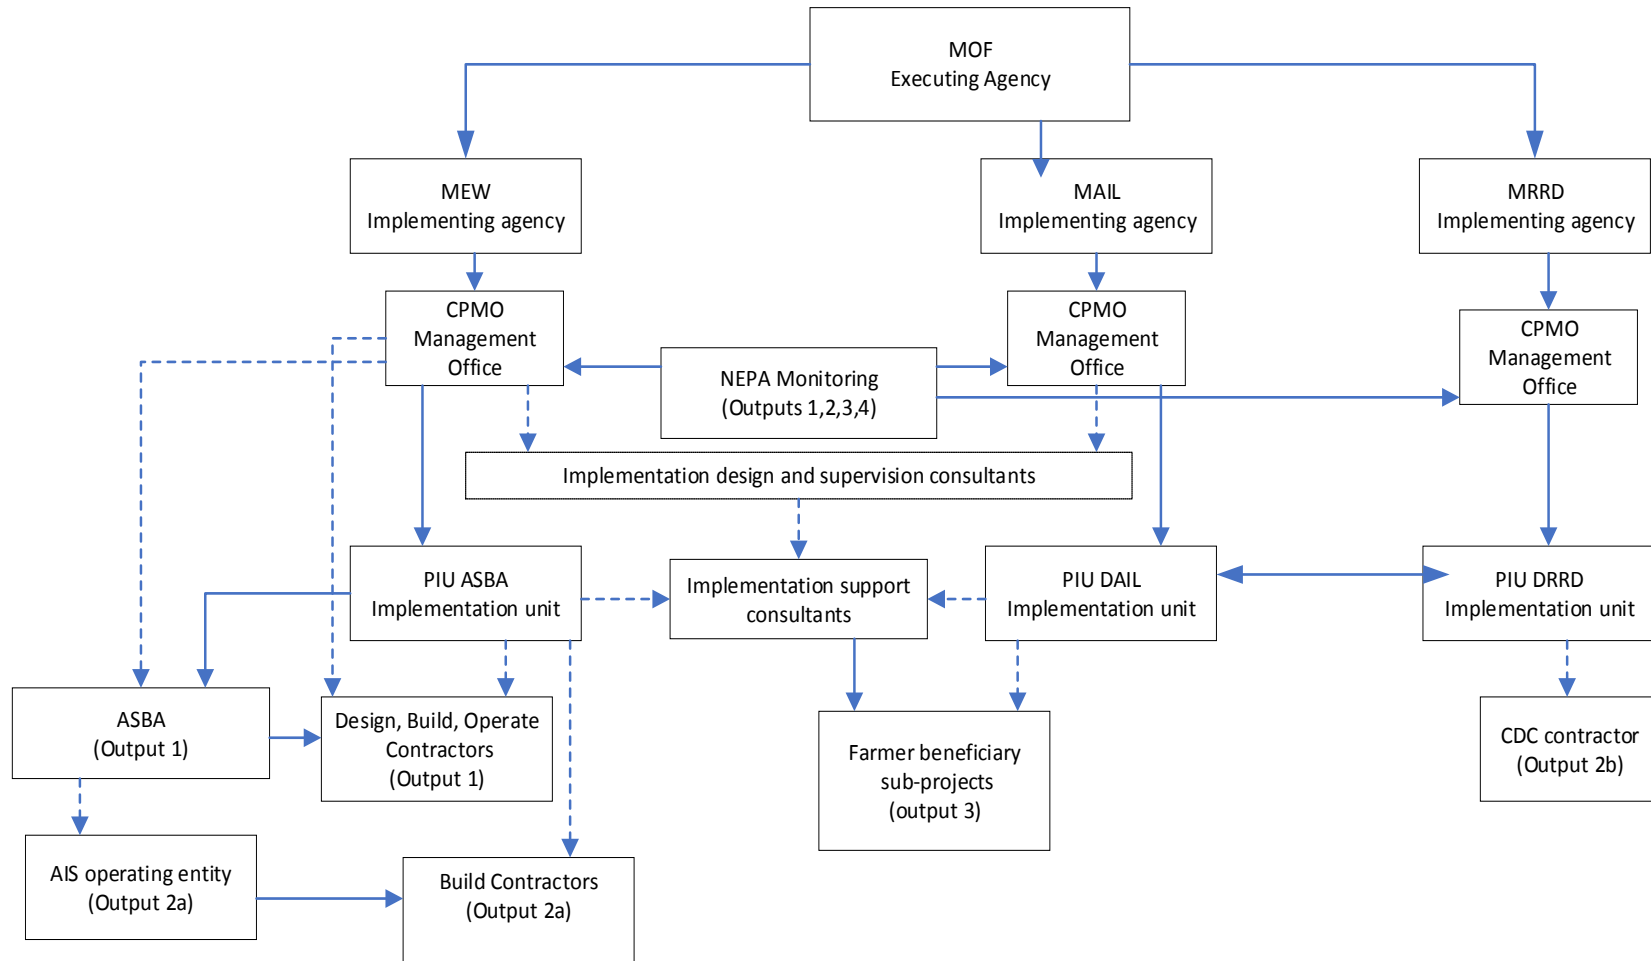 MOF
Executing Agency
MEW
Implementing agency
MAIL
Implementing agency
MRRD
Implementing agency
CPMO
Management
Office
CPMO
Management
Office
CPMO
Management
Office
NEPA Monitoring
(Outputs 1,2,3,4)
Implementation design and supervision consultants
PIU ASBA
Implementation unit
Implementation support
consultants
PIU DAIL
Implementation unit
PIU DRRD
Implementation unit
ASBA
(Output 1)
Design, Build, Operate
Contractors
(Output 1)
Farmer beneficiary
sub-projects
(output 3)
CDC contractor
(Output 2b)
AIS operating entity
(Output 2a)
Build Contractors
(Output 2a)